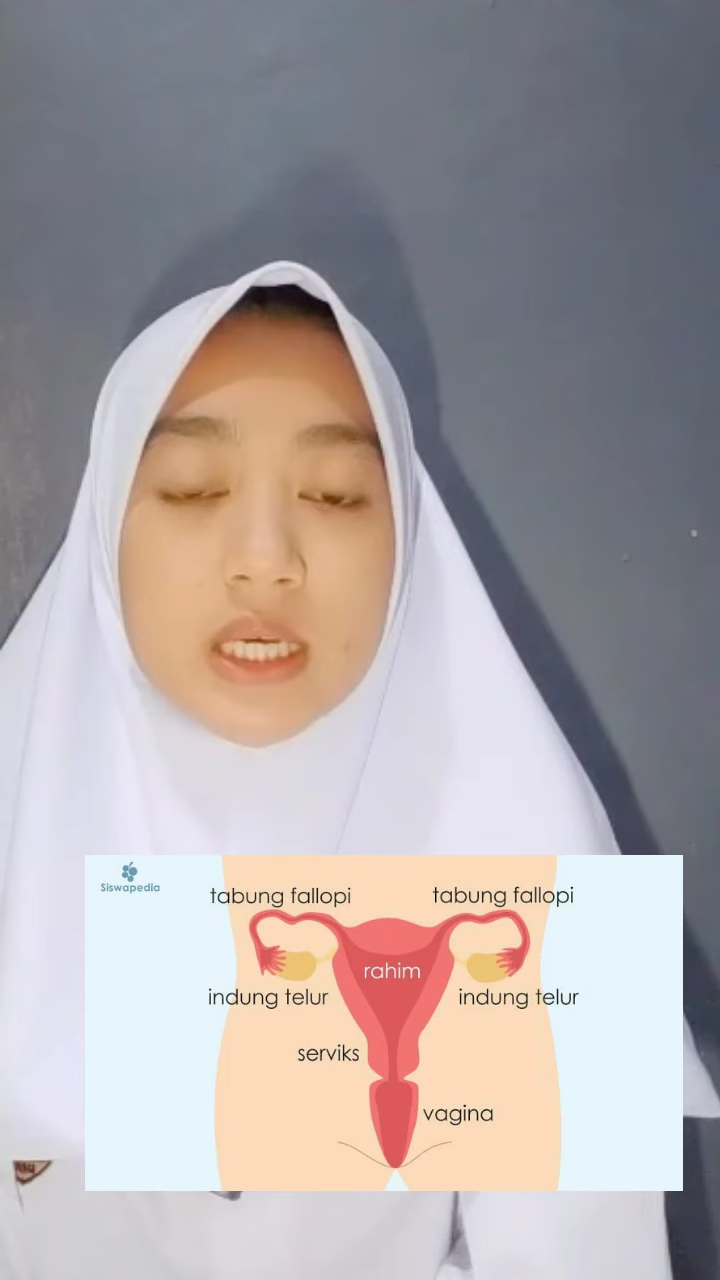 Siswapedia
tabung fallopi
tabung fallopi
rahim
indung telur
indung telur
serviks
vagina